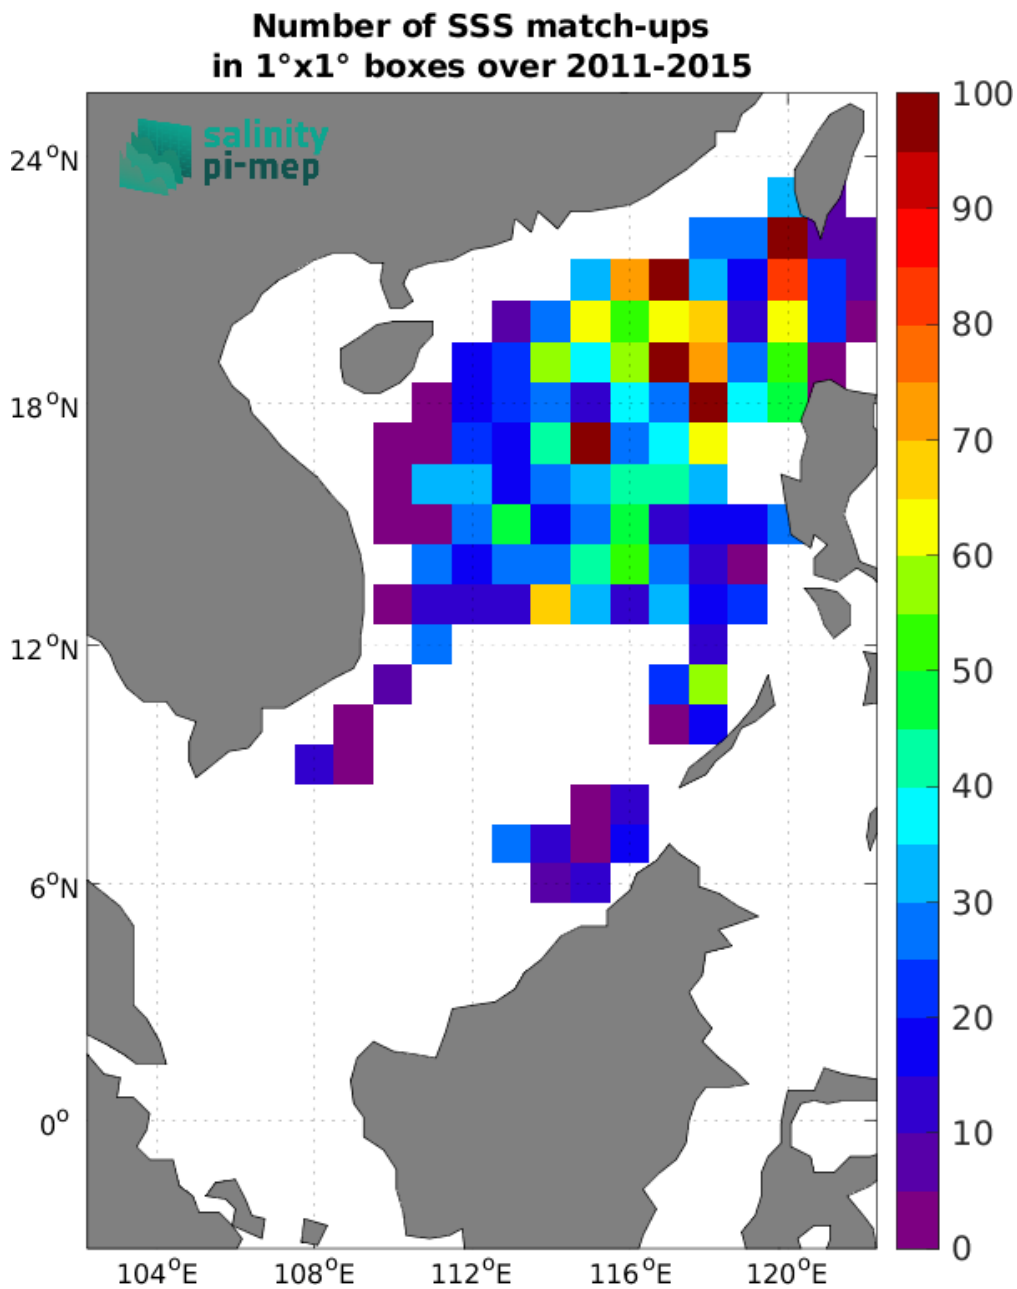 Number of SSS match-ups
in 1°x1° boxes over 2011-2015
salinity
pi-mep
24°N
18°N
12°N
6°N
0°
104°E
108°E
112°E
116°E
120°E
100
90
80
70
60
50
40
30
20
10
0